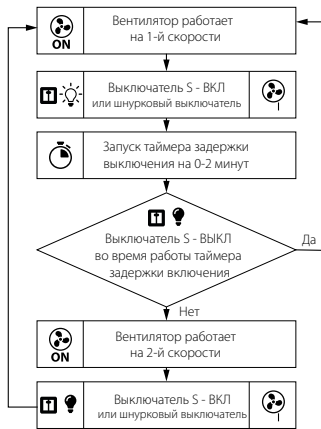 ON
Вентилятор работает
на 1-й скорости
Выключатель S - ВКЛ
или шнурковый выключатель
Запуск таймера задержки
выключения на 0-2 минут
Выключатель S - ВЫКЛ
во время работы таймера
задержки включения
Да
Нет
ON
Вентилятор работает
на 2-й скорости
Выключатель S - ВКЛ
или шнурковый выключатель